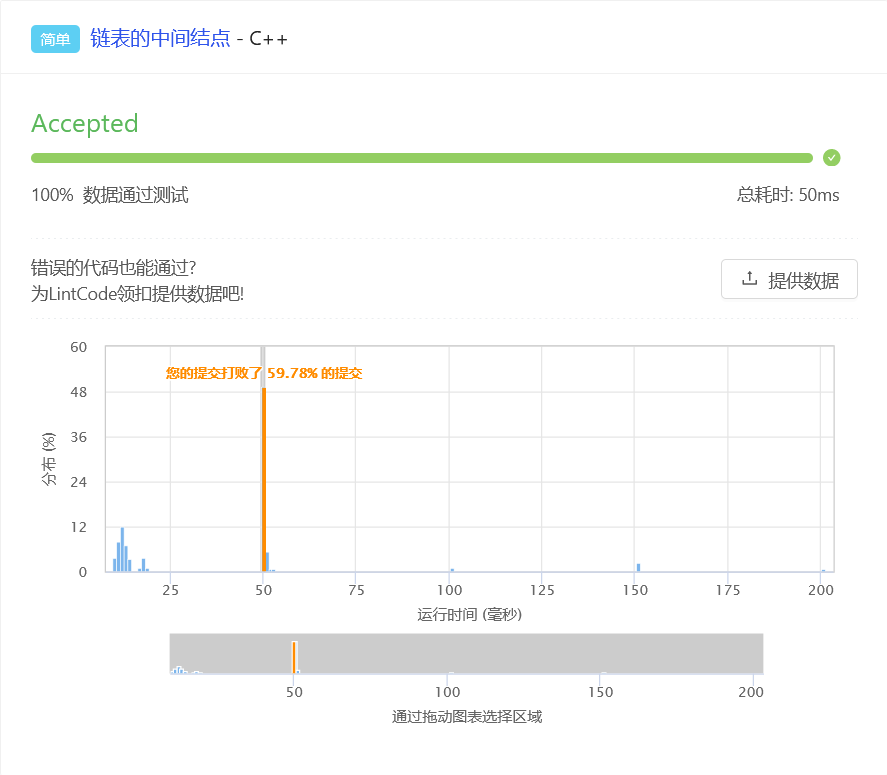 简单 链表的中间结点 - C++
Accepted
100% 数据通过测试 总耗时: 50ms
错误的代码也能通过?
为LintCode领扣提供数据吧!
提供数据
60
您的提交打败了 59.78% 的提交
48
36
分布 (%)
24
12
0
25 50 75 100 125 150 175 200
运行时间 (毫秒)
50 100 150 200
通过拖动图表选择区域